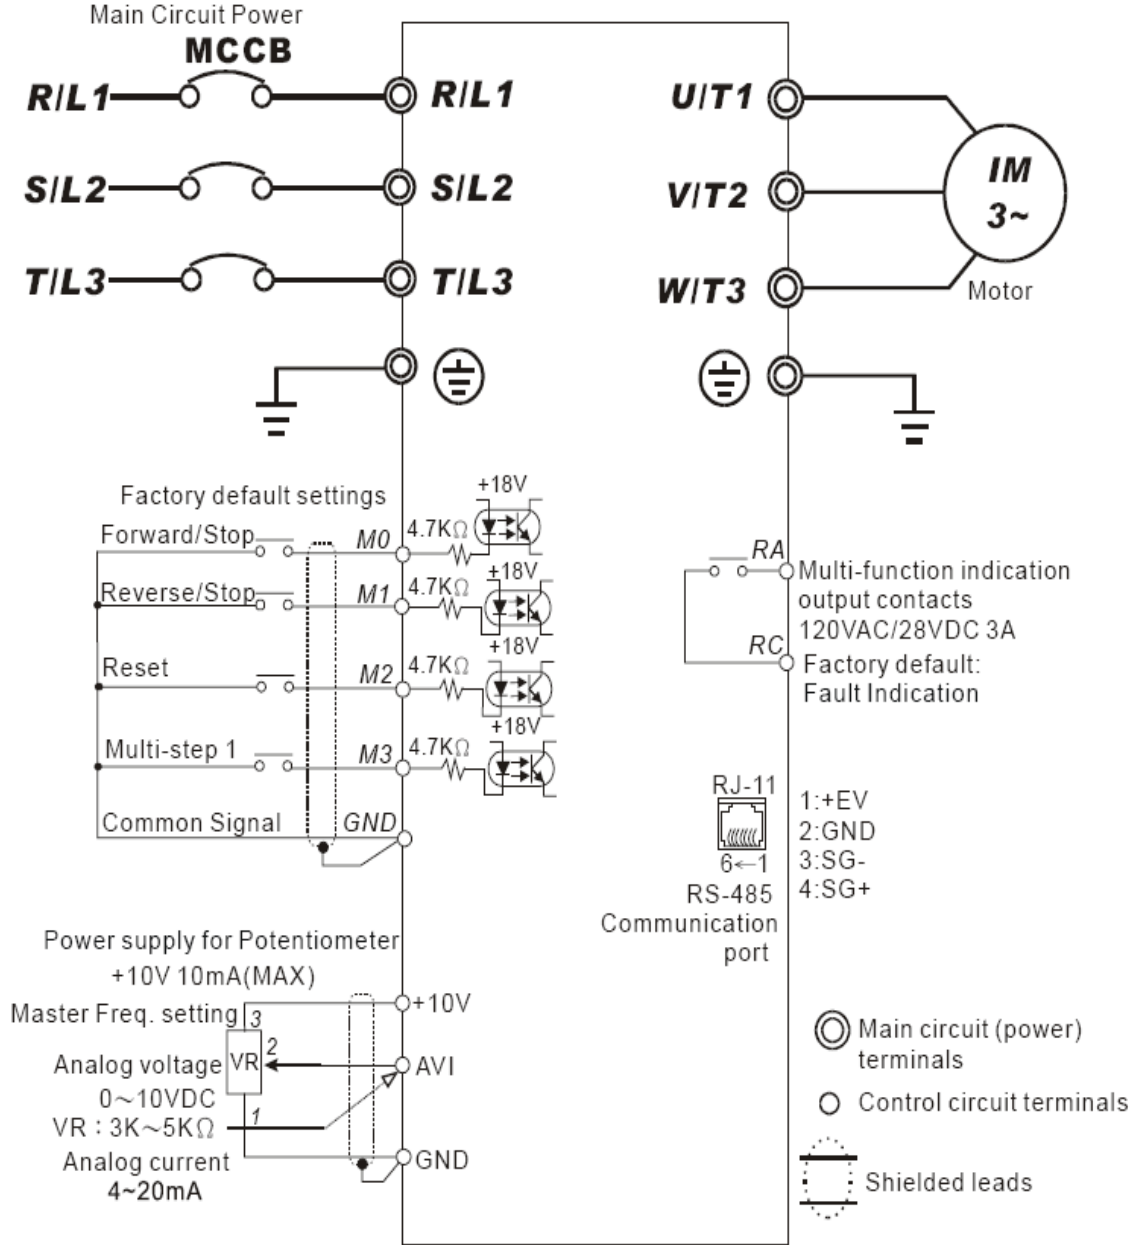 Main Circuit Power
MCCB
R/L1
R/L1
U/T1
S/L2
S/L2
V/T2
IM
3~
T/L3
T/L3
W/T3
Motor
Factory default settings
Forward/Stop
M0
4.7KΩ
+18V
Reverse/Stop
M1
4.7KΩ
+18V
Reset
M2
4.7KΩ
+18V
Multi-step 1
M3
4.7KΩ
+18V
Common Signal
GND
RA
Multi-function indication
output contacts
120VAC/28VDC 3A
RC
Factory default:
Fault Indication
RJ-11
6←1
RS-485
Communication
port
1:+EV
2:GND
3:SG-
4:SG+
Power supply for Potentiometer
+10V 10mA(MAX)
+10V
Master Freq. setting
3
2
VR
1
Analog voltage
0～10VDC
VR：3K～5KΩ
Analog current
4~20mA
AVI
GND
Main circuit (power)
terminals
Control circuit terminals
Shielded leads